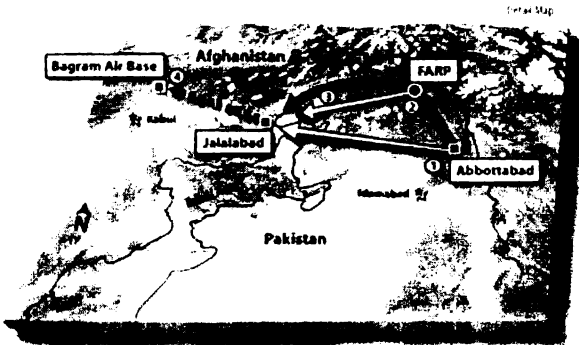 Detail Map
Afghanistan
Bagram Air Base
4
FARP
3
2
Kabul
Jalalabad
1
Abbottabad
Islamabad
N
Pakistan